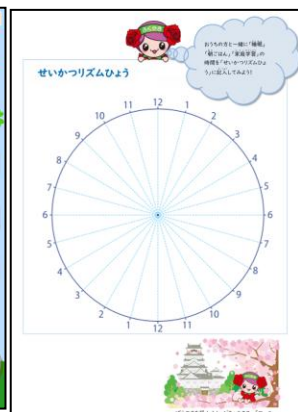 おうちの方と一緒に「睡眠」
「朝ごはん」「家庭学習」の
時間を「せいかつリズムひょ
う」に記入してみよう!
せいかつリズムひょう
12
11 1
10 2
9 3
8 4
7 5
6 6
5 7
4 8
3 9
2 10
1 11
12